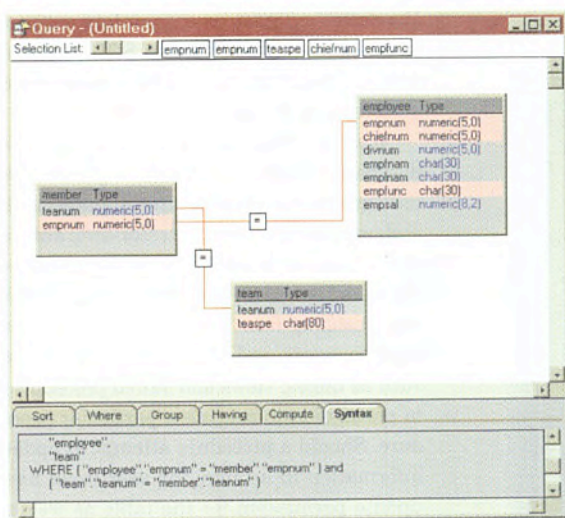 Query - (Untitled)
Selection List: empnum empnum teaspe chiefnum empfunc
employee Type
empnum numeric(5,0)
chiefnum numeric(5,0)
divnum numeric(5,0)
empfnam char(30)
emplnam char(30)
empfunc char(30)
empsal numeric(8,2)
member Type
teanum numeric(5,0)
empnum numeric(5,0)
=
=
team Type
teanum numeric(5,0)
teaspe char(80)
Sort Where Group Having Compute Syntax
"employee",
"team"
WHERE ( "employee"."empnum" = "member"."empnum" ) and
( "team"."teanum" = "member"."teanum" )